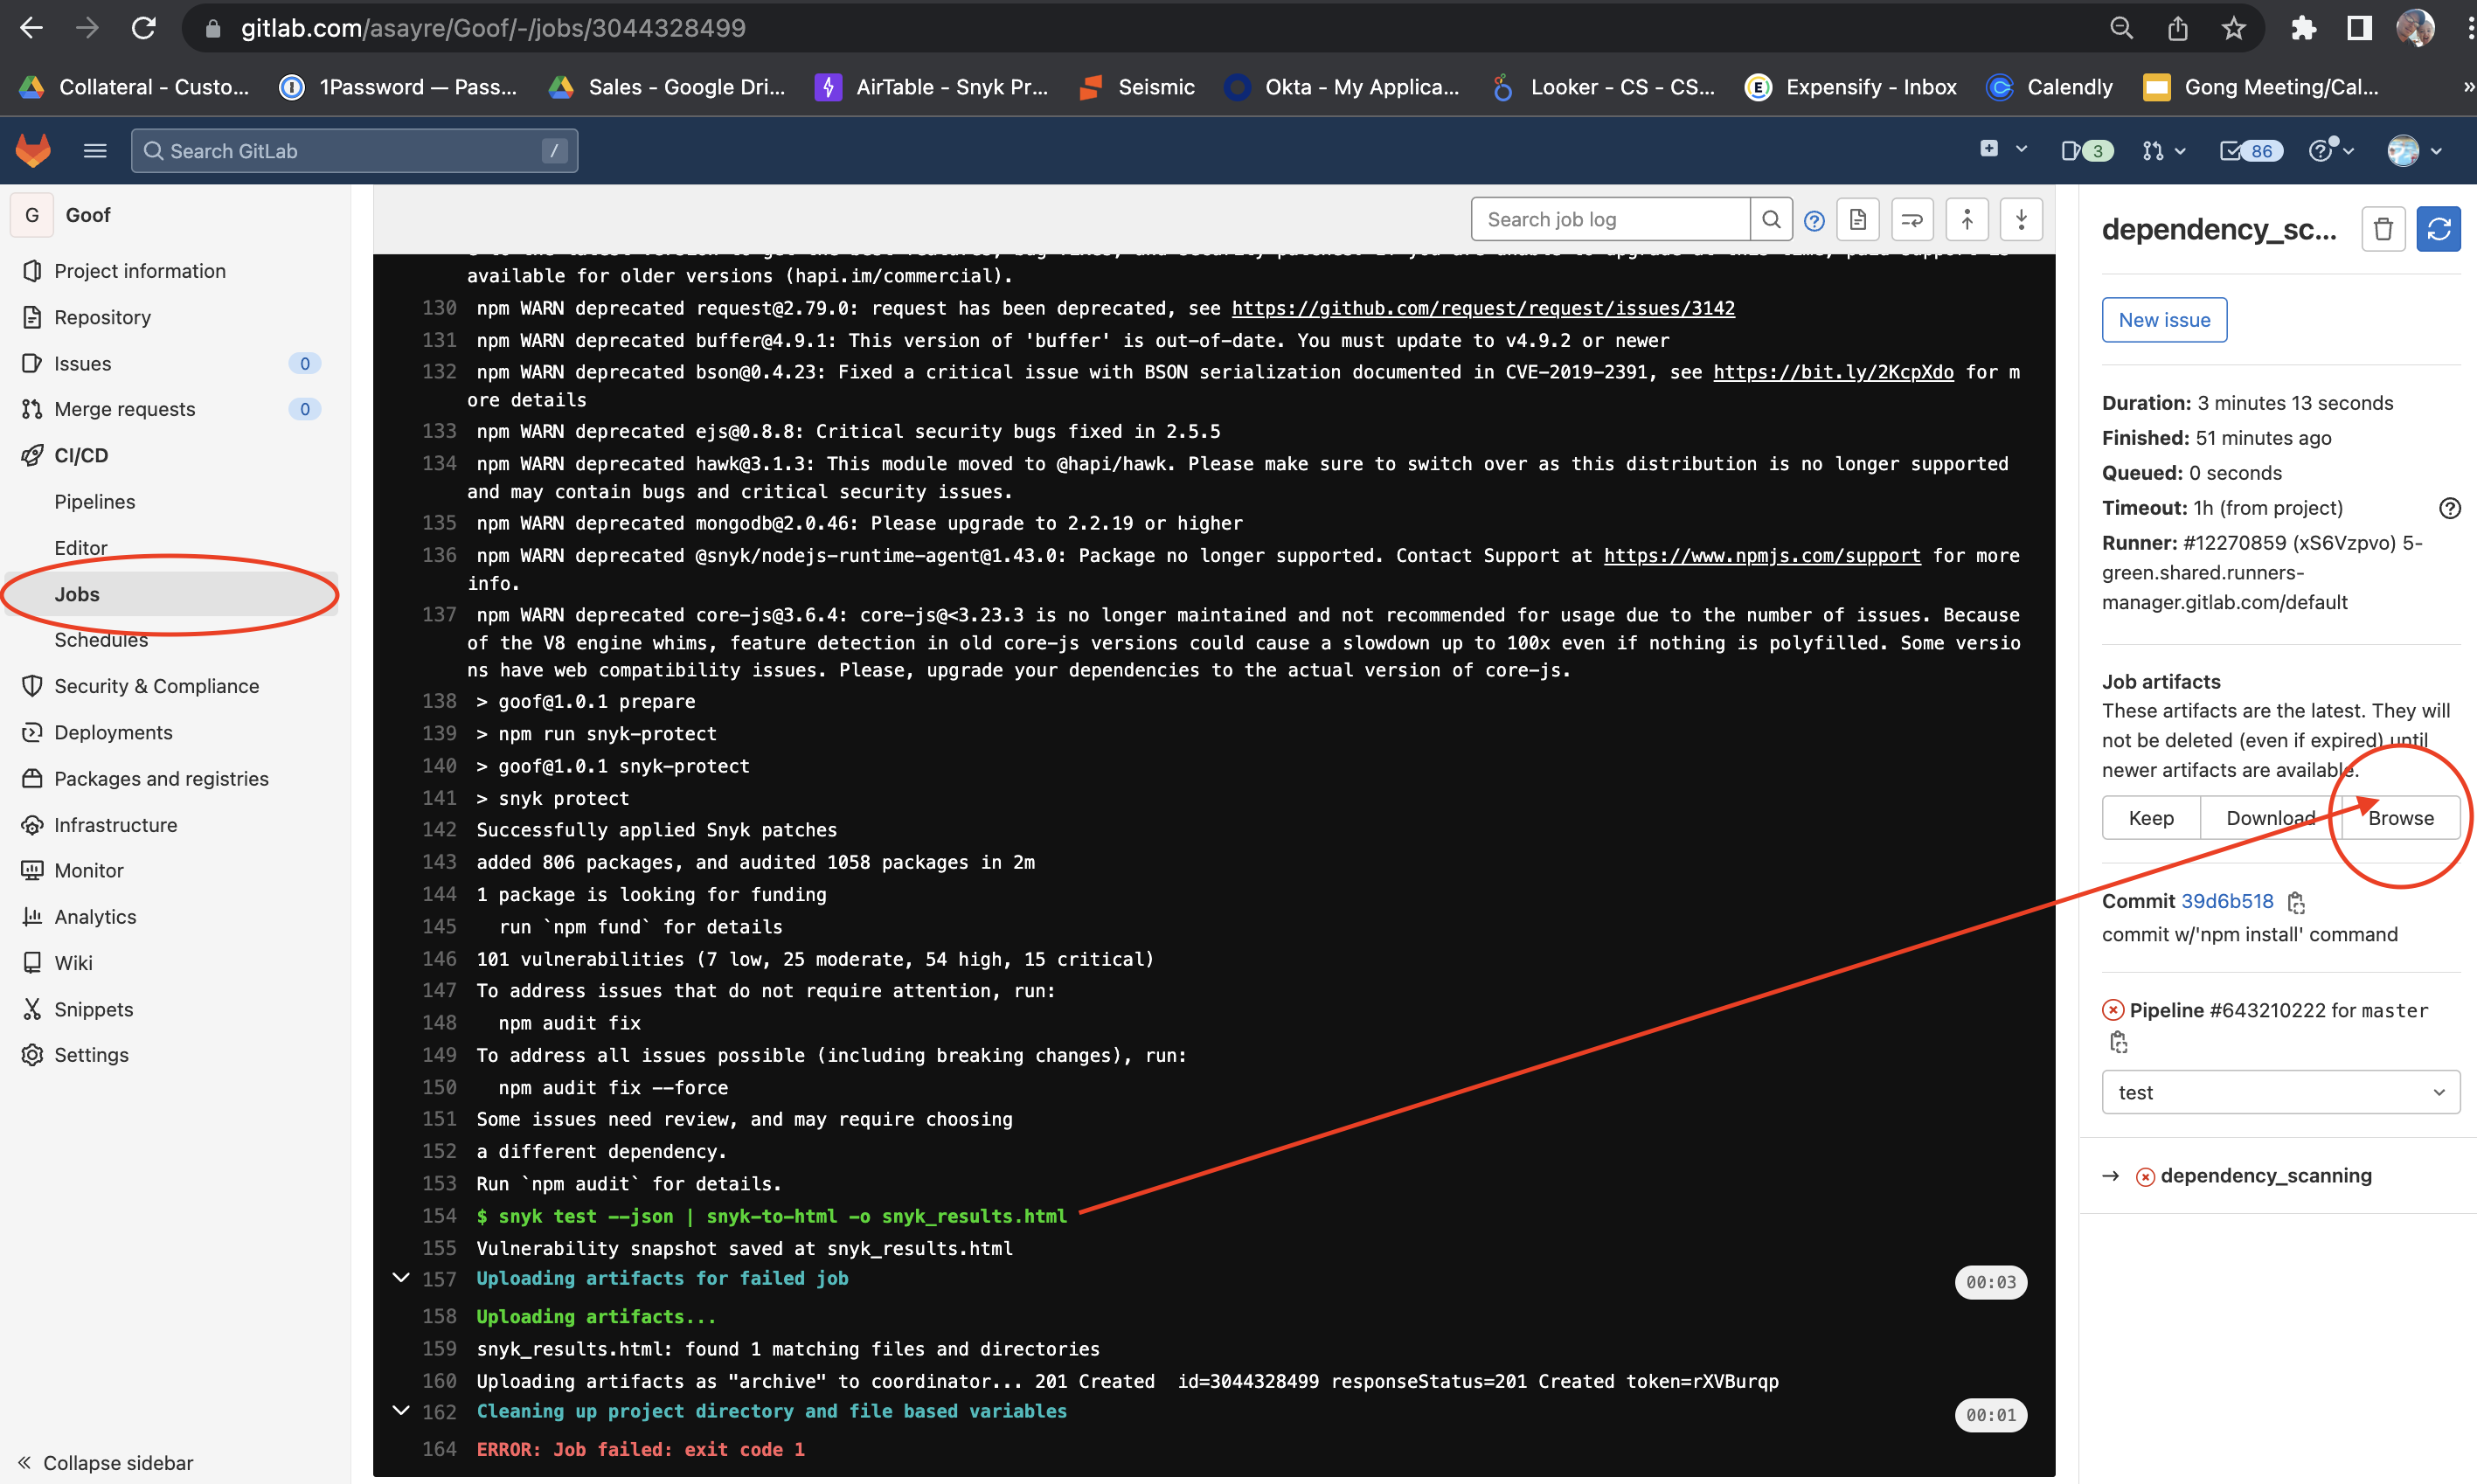 gitlab.com/asayre/Goof/-/jobs/3044328499
Collateral - Custo...
1Password — Pass...
Sales - Google Dri...
AirTable - Snyk Pr...
Seismic
Okta - My Applica...
Looker - CS - CS...
Expensify - Inbox
Calendly
Gong Meeting/Cal...
»
Search GitLab
/
3
86
G
Goof
Project information
Repository
Issues
0
Merge requests
0
CI/CD
Pipelines
Editor
Jobs
Schedules
Security & Compliance
Deployments
Packages and registries
Infrastructure
Monitor
Analytics
Wiki
Snippets
Settings
Collapse sidebar
Search job log
available for older versions (hapi.im/commercial).
130 npm WARN deprecated request@2.79.0: request has been deprecated, see https://github.com/request/request/issues/3142
131 npm WARN deprecated buffer@4.9.1: This version of 'buffer' is out-of-date. You must update to v4.9.2 or newer
132 npm WARN deprecated bson@0.4.23: Fixed a critical issue with BSON serialization documented in CVE-2019-2391, see https://bit.ly/2KcpXdo for m
ore details
133 npm WARN deprecated ejs@0.8.8: Critical security bugs fixed in 2.5.5
134 npm WARN deprecated hawk@3.1.3: This module moved to @hapi/hawk. Please make sure to switch over as this distribution is no longer supported
and may contain bugs and critical security issues.
135 npm WARN deprecated mongodb@2.0.46: Please upgrade to 2.2.19 or higher
136 npm WARN deprecated @snyk/nodejs-runtime-agent@1.43.0: Package no longer supported. Contact Support at https://www.npmjs.com/support for more
info.
137 npm WARN deprecated core-js@3.6.4: core-js@<3.23.3 is no longer maintained and not recommended for usage due to the number of issues. Because
of the V8 engine whims, feature detection in old core-js versions could cause a slowdown up to 100x even if nothing is polyfilled. Some versio
ns have web compatibility issues. Please, upgrade your dependencies to the actual version of core-js.
138 > goof@1.0.1 prepare
139 > npm run snyk-protect
140 > goof@1.0.1 snyk-protect
141 > snyk protect
142 Successfully applied Snyk patches
143 added 806 packages, and audited 1058 packages in 2m
144 1 package is looking for funding
145 run `npm fund` for details
146 101 vulnerabilities (7 low, 25 moderate, 54 high, 15 critical)
147 To address issues that do not require attention, run:
148 npm audit fix
149 To address all issues possible (including breaking changes), run:
150 npm audit fix --force
151 Some issues need review, and may require choosing
152 a different dependency.
153 Run `npm audit` for details.
154 $ snyk test --json | snyk-to-html -o snyk_results.html
155 Vulnerability snapshot saved at snyk_results.html
157 Uploading artifacts for failed job 00:03
158 Uploading artifacts...
159 snyk_results.html: found 1 matching files and directories
160 Uploading artifacts as "archive" to coordinator... 201 Created id=3044328499 responseStatus=201 Created token=rXVBurqp
162 Cleaning up project directory and file based variables 00:01
164 ERROR: Job failed: exit code 1
dependency_sc...
New issue
Duration: 3 minutes 13 seconds
Finished: 51 minutes ago
Queued: 0 seconds
Timeout: 1h (from project)
Runner: #12270859 (xS6Vzpvo) 5-
green.shared.runners-
manager.gitlab.com/default
Job artifacts
These artifacts are the latest. They will
not be deleted (even if expired) until
newer artifacts are available.
Keep
Download
Browse
Commit 39d6b518
commit w/'npm install' command
Pipeline #643210222 for master
test
→ dependency_scanning